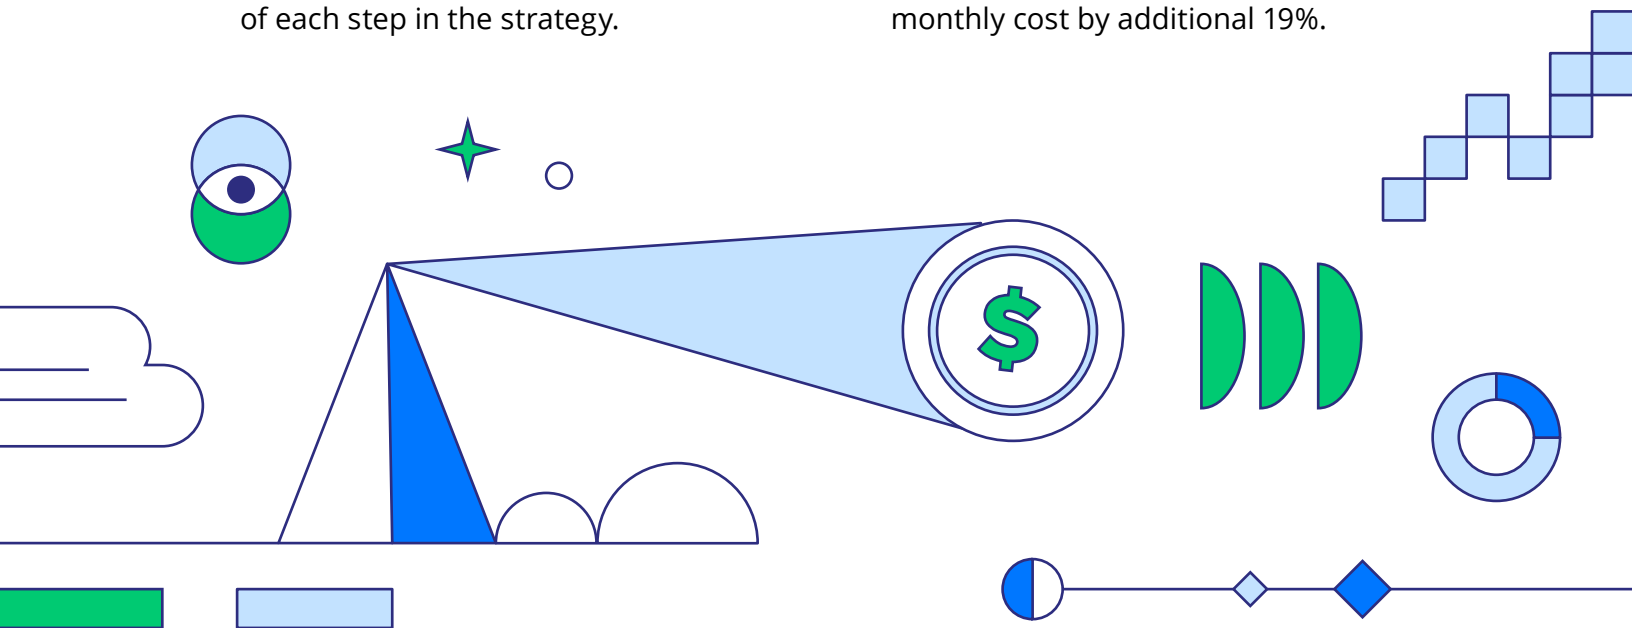 of each step in the strategy.
monthly cost by additional 19%.
$